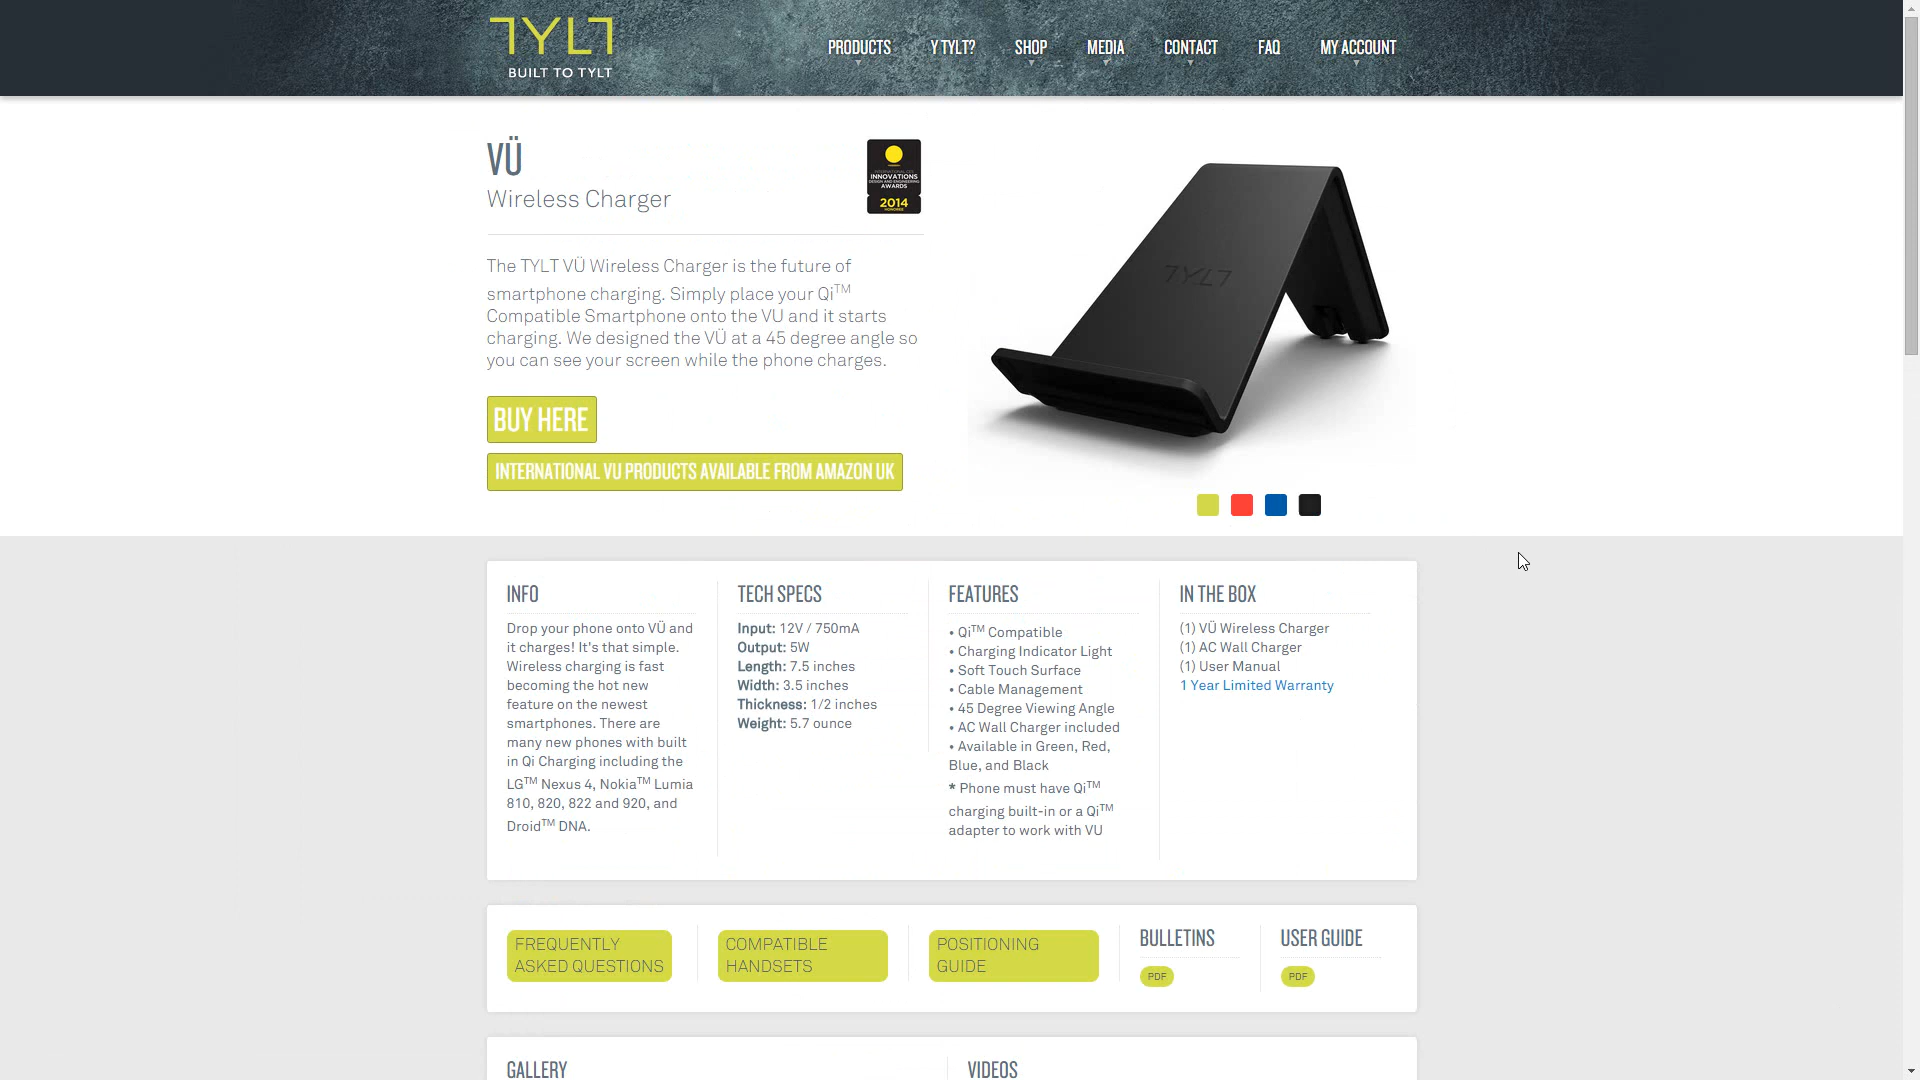 TYLT
BUILT TO TYLT
PRODUCTS
Y TYLT?
SHOP
MEDIA
CONTACT
FAQ
MY ACCOUNT
VÜ
Wireless Charger
INNOVATIONS
DESIGN AND ENGINEERING
AWARDS
2014
HONOREE
The TYLT VÜ Wireless Charger is the future of
smartphone charging. Simply place your Qi™
Compatible Smartphone onto the VU and it starts
charging. We designed the VÜ at a 45 degree angle so
you can see your screen while the phone charges.
BUY HERE
INTERNATIONAL VU PRODUCTS AVAILABLE FROM AMAZON UK
TYLT
INFO
Drop your phone onto VÜ and
it charges! It's that simple.
Wireless charging is fast
becoming the hot new
feature on the newest
smartphones. There are
many new phones with built
in Qi Charging including the
LG™ Nexus 4, Nokia™ Lumia
810, 820, 822 and 920, and
Droid™ DNA.
TECH SPECS
Input: 12V / 750mA
Output: 5W
Length: 7.5 inches
Width: 3.5 inches
Thickness: 1/2 inches
Weight: 5.7 ounce
FEATURES
• Qi™ Compatible
• Charging Indicator Light
• Soft Touch Surface
• Cable Management
• 45 Degree Viewing Angle
• AC Wall Charger included
• Available in Green, Red,
Blue, and Black
* Phone must have Qi™
charging built-in or a Qi™
adapter to work with VU
IN THE BOX
(1) VÜ Wireless Charger
(1) AC Wall Charger
(1) User Manual
1 Year Limited Warranty
FREQUENTLY
ASKED QUESTIONS
COMPATIBLE
HANDSETS
POSITIONING
GUIDE
BULLETINS
PDF
USER GUIDE
PDF
GALLERY
VIDEOS